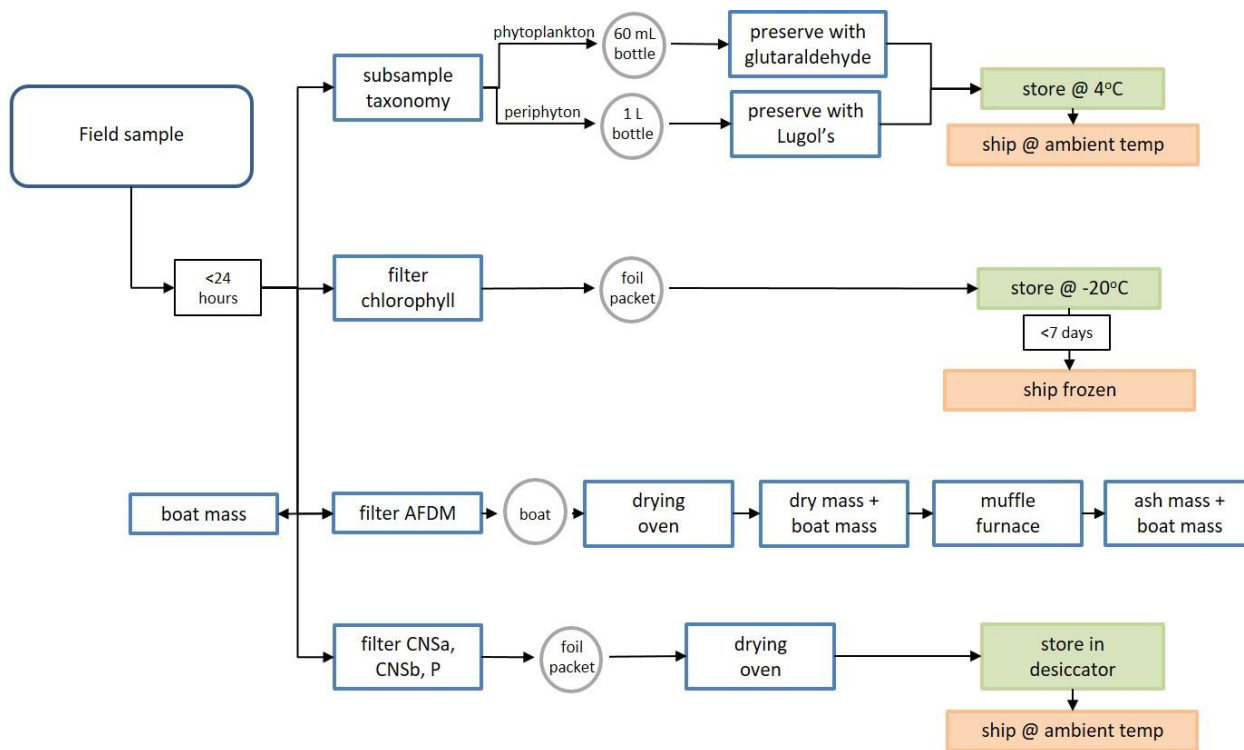 phytoplankton
60 mL
bottle
preserve with
glutaraldehyde
subsample
taxonomy
store @ 4°C
periphyton
1 L
bottle
preserve with
Lugol's
ship @ ambient temp
Field sample
<24
hours
filter
chlorophyll
foil
packet
store @ -20°C
<7 days
ship frozen
boat mass
filter AFDM
boat
drying
oven
dry mass +
boat mass
muffle
furnace
ash mass +
boat mass
filter CNSa,
CNSb, P
foil
packet
drying
oven
store in
desiccator
ship @ ambient temp